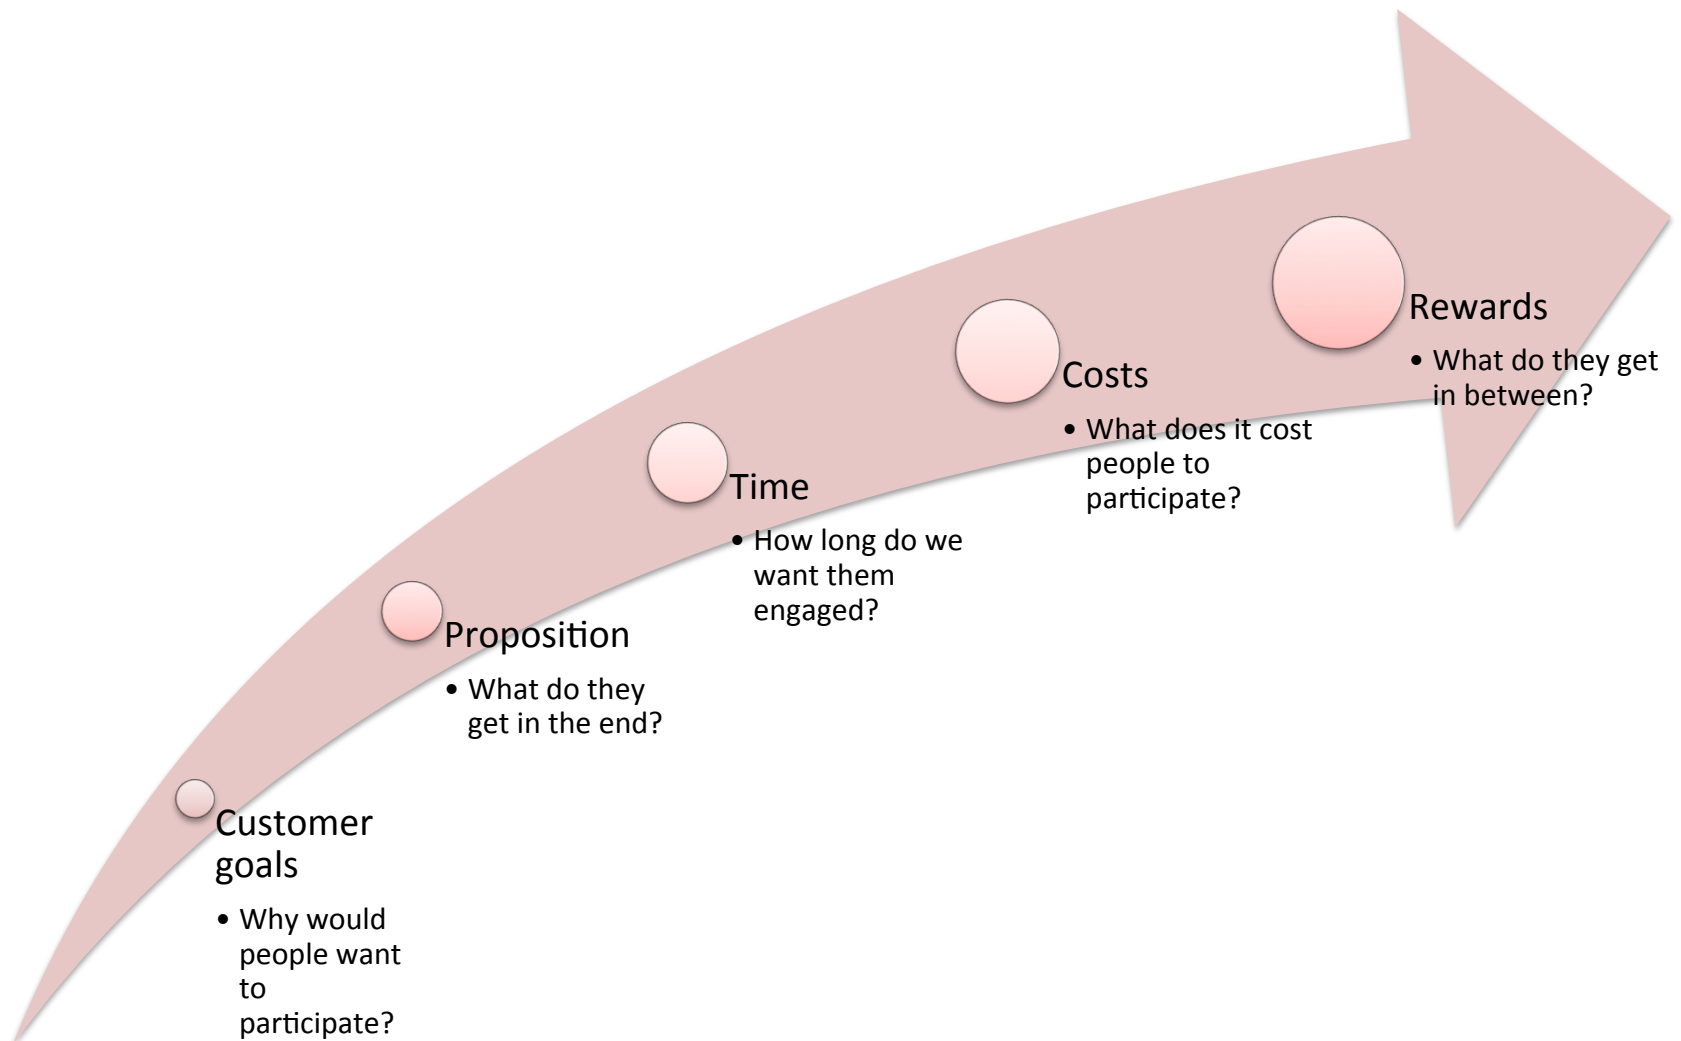 Customer
goals
• Why would
people want
to
participate?
Proposition
• What do they
get in the end?
Time
• How long do we
want them
engaged?
Costs
• What does it cost
people to
participate?
Rewards
• What do they get
in between?